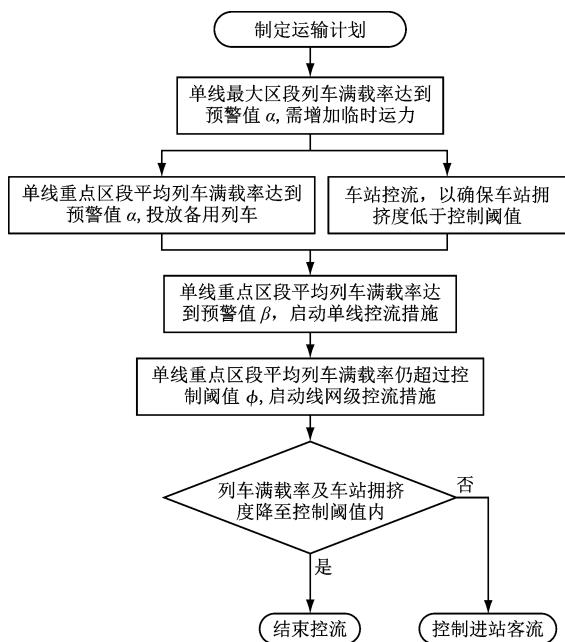 制定运输计划
单线最大区段列车满载率达到
预警值 α,需增加临时运力
单线重点区段平均列车满载率达到
预警值 α,投放备用列车
车站控流，以确保车站拥
挤度低于控制阈值
单线重点区段平均列车满载率达
到预警值 β，启动单线控流措施
单线重点区段平均列车满载率仍超过控
制阈值 ϕ,启动线网级控流措施
列车满载率及车站拥挤
度降至控制阈值内
否
是
结束控流
控制进站客流